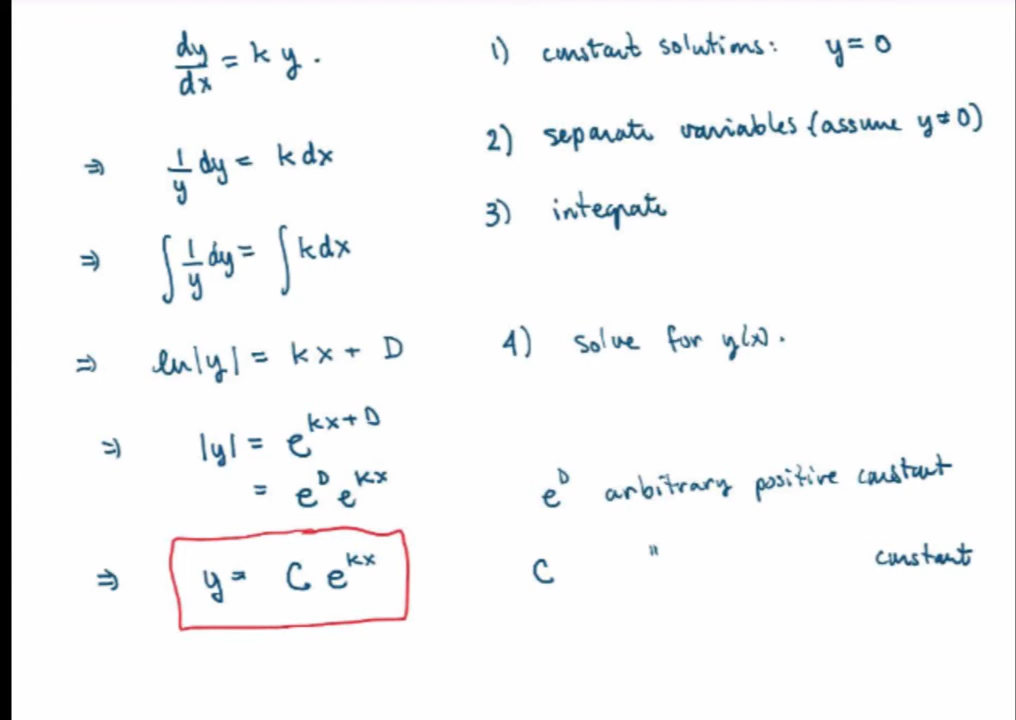 dy/dx = k y.    1) constant solutions: y = 0
⇒ 1/y dy = k dx    2) separate variables (assume y ≠ 0)
3) integrate
⇒ ∫ 1/y dy = ∫ k dx
⇒ ln|y| = kx + D    4) solve for y(x).
⇒ |y| = e^{kx+D}
= e^D e^{kx}    e^D arbitrary positive constant
⇒ y = C e^{kx}    C " constant